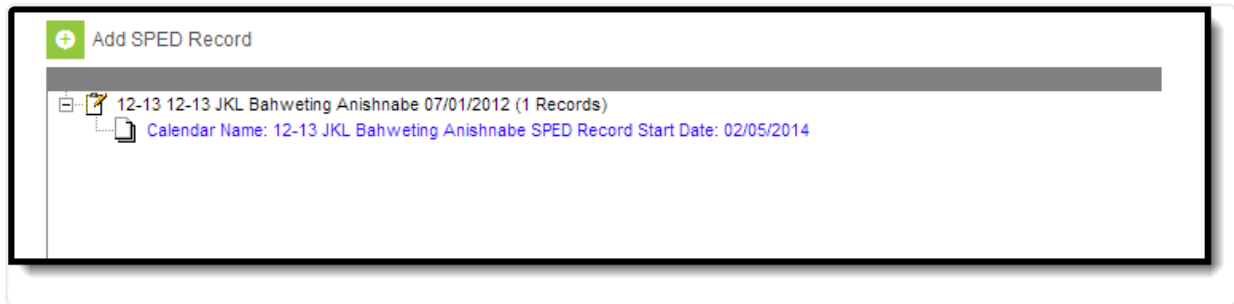 Add SPED Record
12-13 12-13 JKL Bahweting Anishnabe 07/01/2012 (1 Records)
Calendar Name: 12-13 JKL Bahweting Anishnabe SPED Record Start Date: 02/05/2014